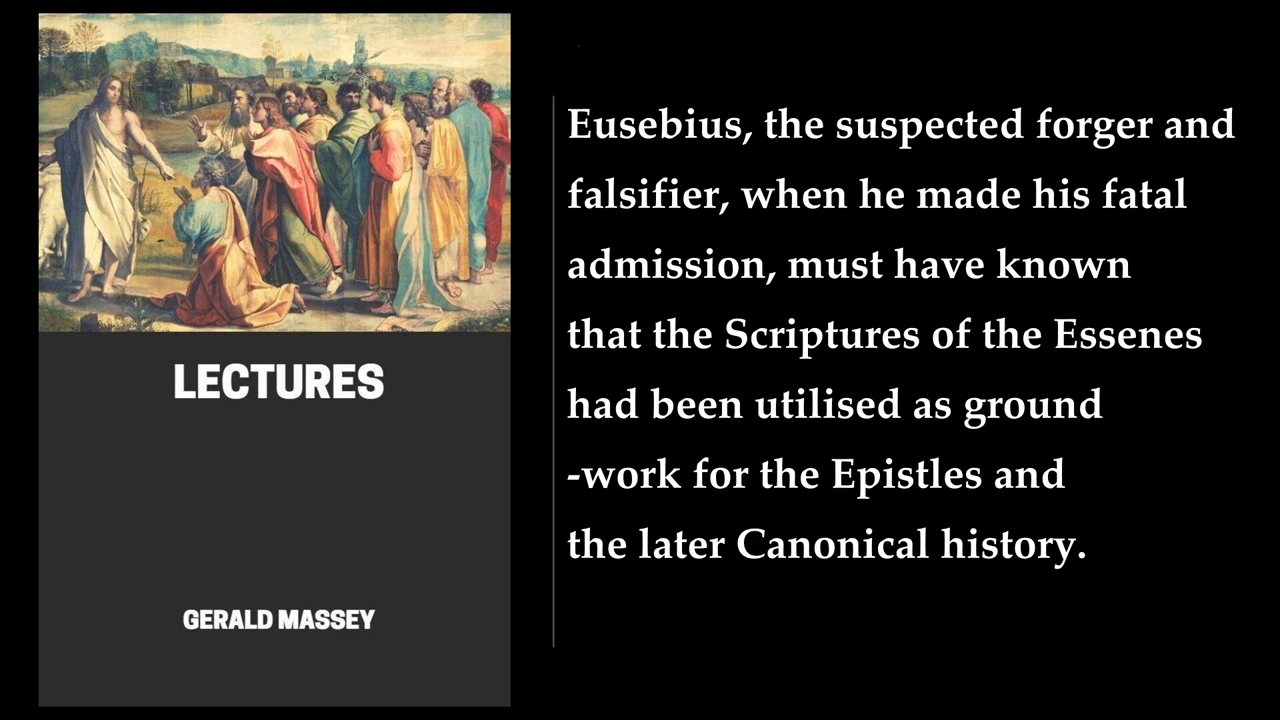 LECTURES
GERALD MASSEY
Eusebius, the suspected forger and
falsifier, when he made his fatal
admission, must have known
that the Scriptures of the Essenes
had been utilised as ground
-work for the Epistles and
the later Canonical history.